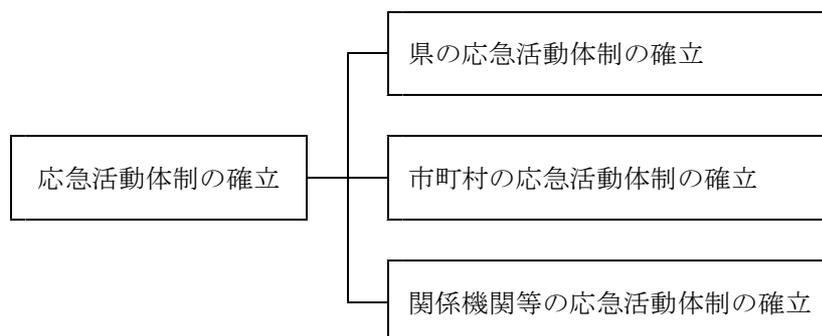 応急活動体制の確立
県の応急活動体制の確立
市町村の応急活動体制の確立
関係機関等の応急活動体制の確立